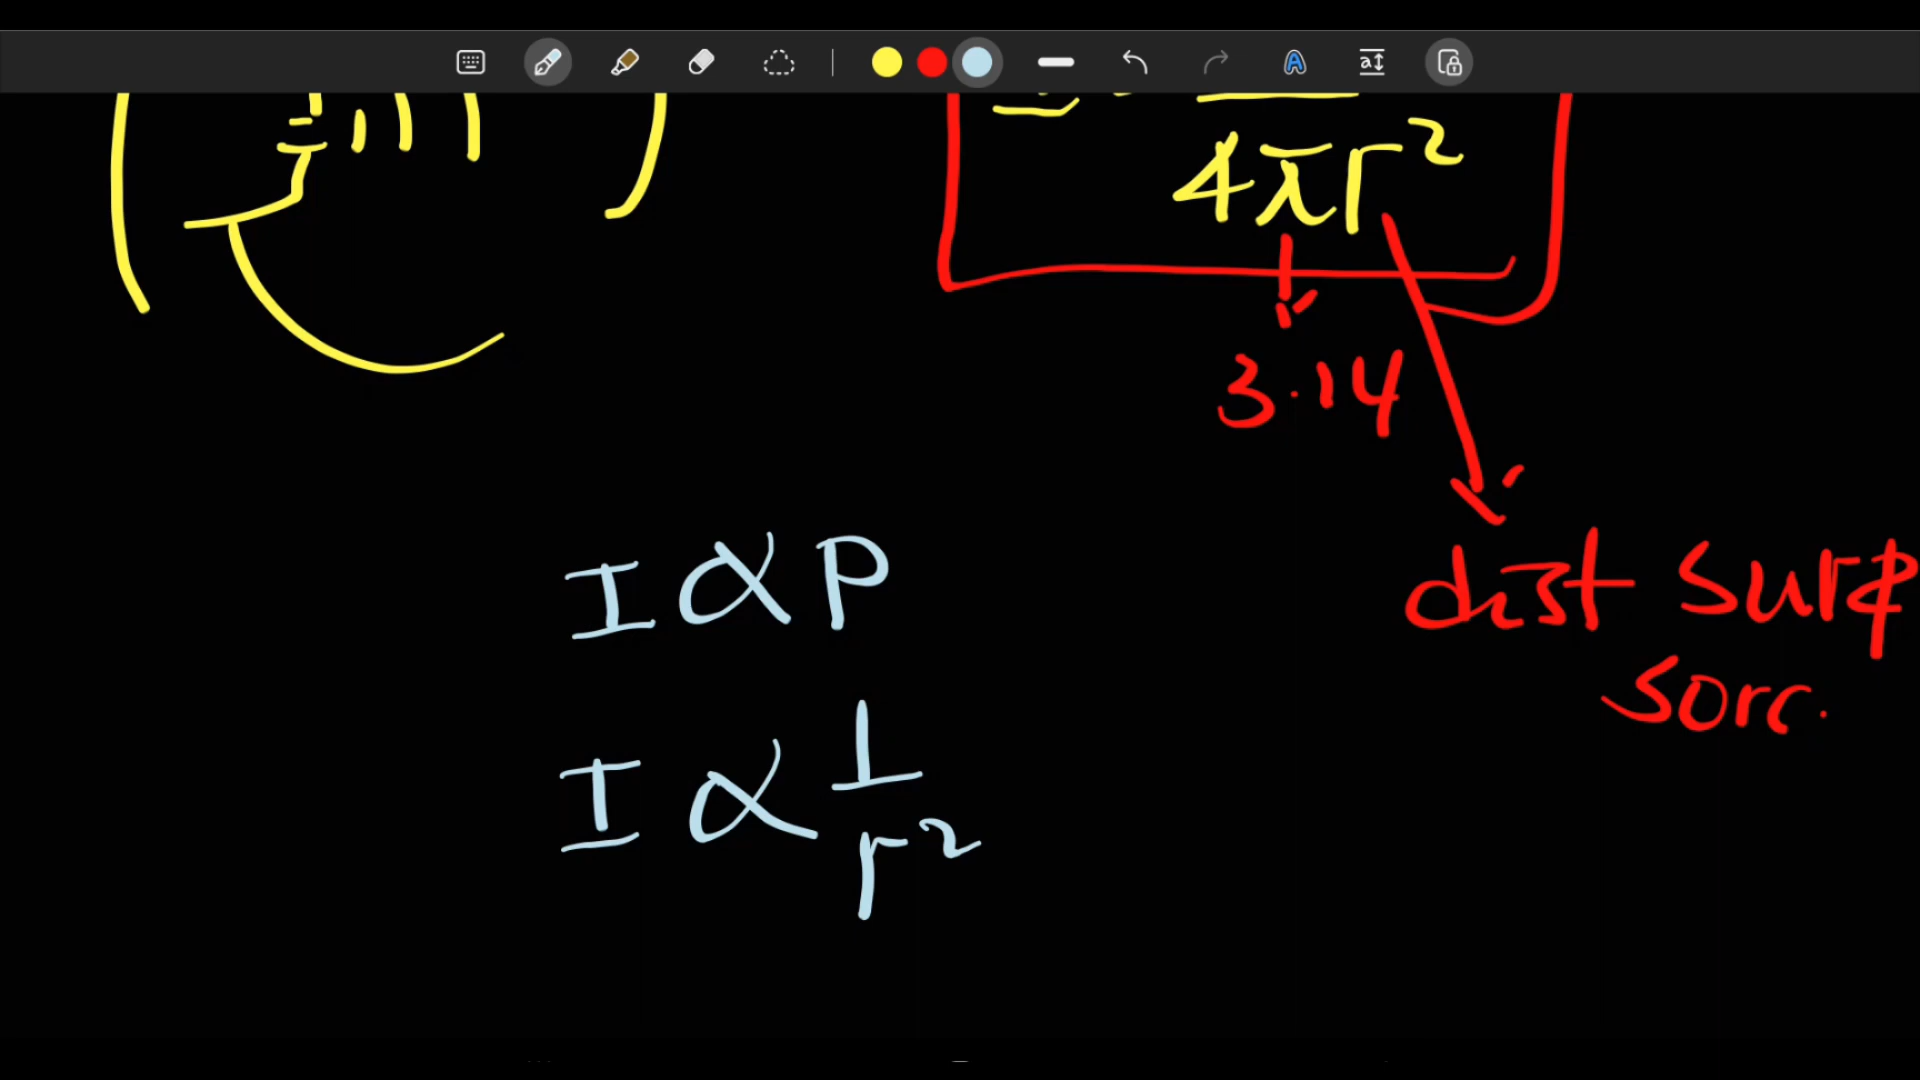 4πr²
3.14
dist surf
sorc.
I α P
I α 1/r²